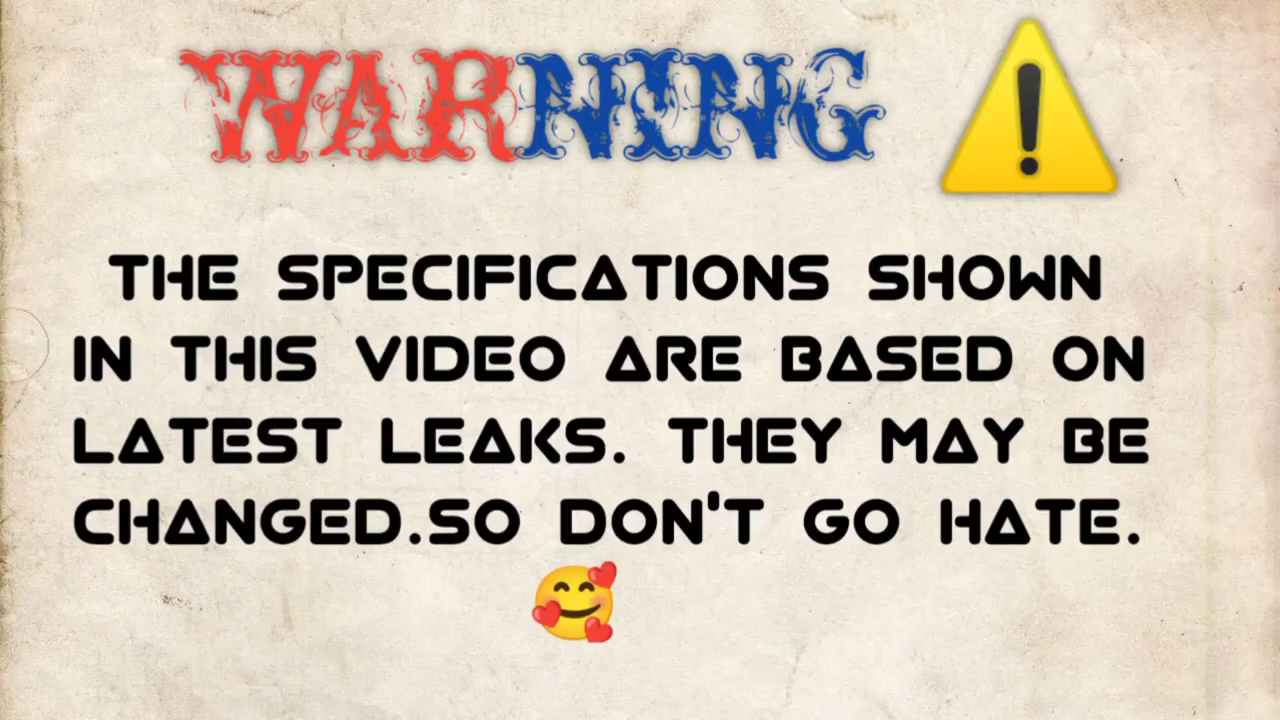 WARNING ⚠️
THE SPECIFICATIONS SHOWN
IN THIS VIDEO ARE BASED ON
LATEST LEAKS. THEY MAY BE
CHANGED.SO DON'T GO HATE.
🥰